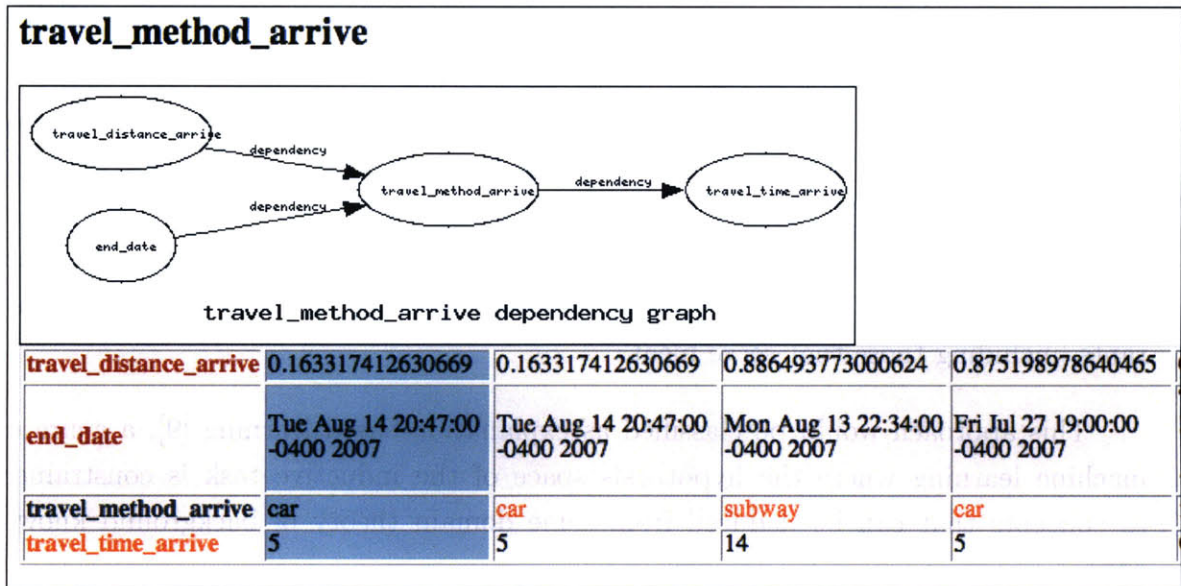 travel_method_arrive
travel_distance_arrive
dependency
travel_method_arrive
dependency
travel_time_arrive
dependency
end_date
travel_method_arrive dependency graph
travel_distance_arrive 0.1633317412630669 0.1633317412630669 0.886493773000624 0.875198978640465
end_date Tue Aug 14 20:47:00 -0400 2007 Tue Aug 14 20:47:00 -0400 2007 Mon Aug 13 22:34:00 -0400 2007 Fri Jul 27 19:00:00 -0400 2007
travel_method_arrive car car subway car
travel_time_arrive 5 5 14 5